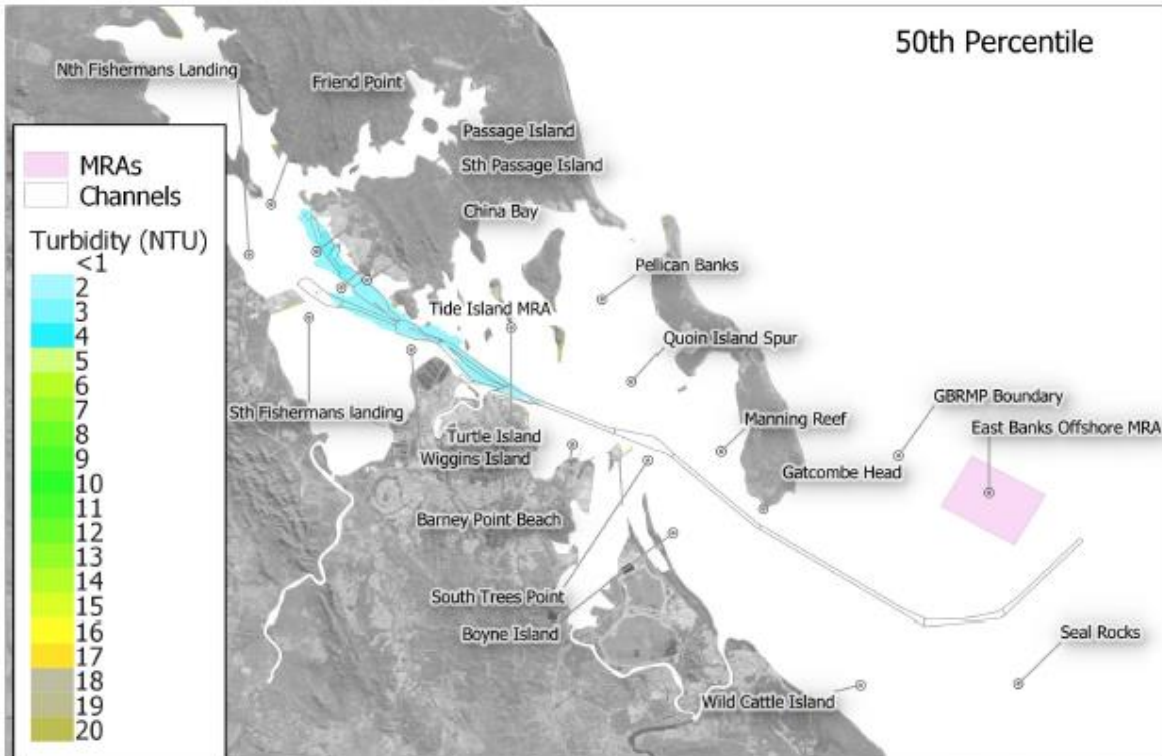 50th Percentile
Nth Fishermans Landing
Friend Point
Passage Island
MRAs
Sth Passage Island
Channels
China Bay
Turbidity (NTU)
<1
2
3
4
5
6
7
8
9
10
11
12
13
14
15
16
17
18
19
20
Pellican Banks
Tide Island MRA
Quoin Island Spur
GBRMP Boundary
Sth Fishermans landing
Manning Reef
East Banks Offshore MRA
Turtle Island
Wiggins Island
Gatcombe Head
Barney Point Beach
South Trees Point
Boyne Island
Seal Rocks
Wild Cattle Island